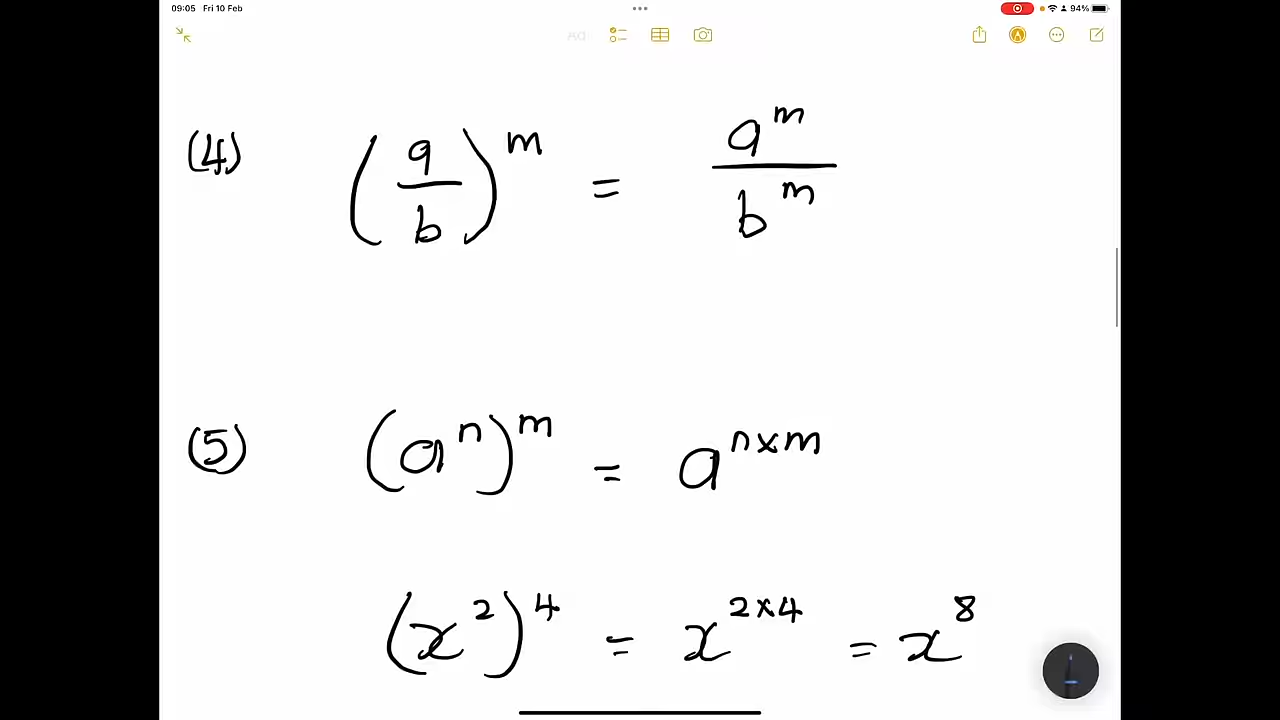 09:05 Fri 10 Feb 94%
(4) (a/b)^m = a^m/b^m
(5) (a^n)^m = a^(n×m)
(x^2)^4 = x^(2×4) = x^8